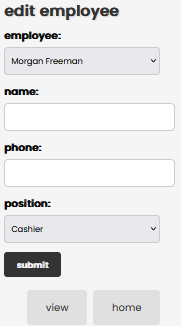 edit employee
employee:
Morgan Freeman
name:
phone:
position:
Cashier
submit
view home